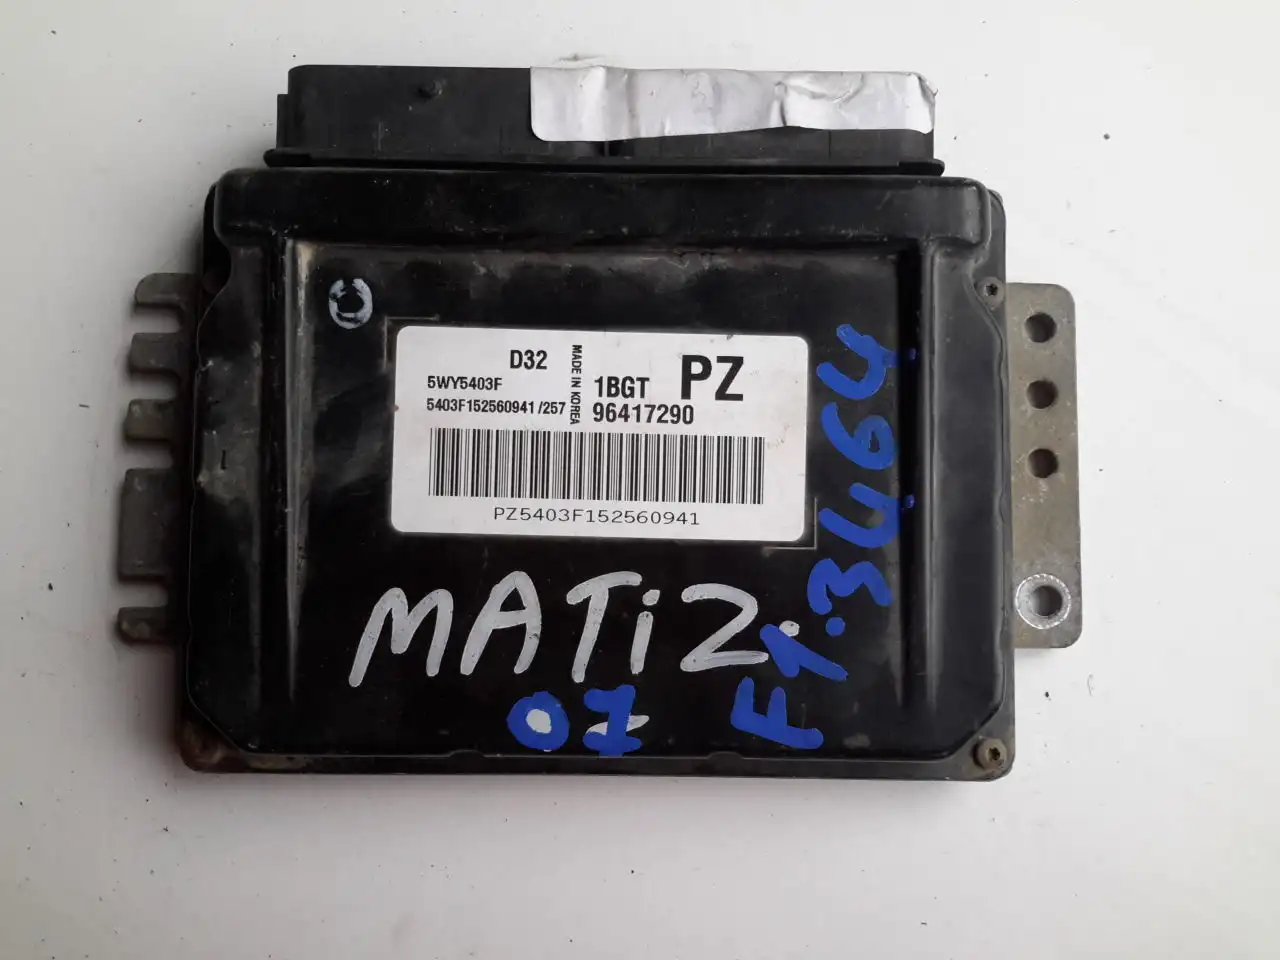 C
D32
5WY5403F
5403F152560941 /257
MADE IN KOREA
1BGT PZ
96417290
PZ5403F152560941
MATiZ
07
F1.3464